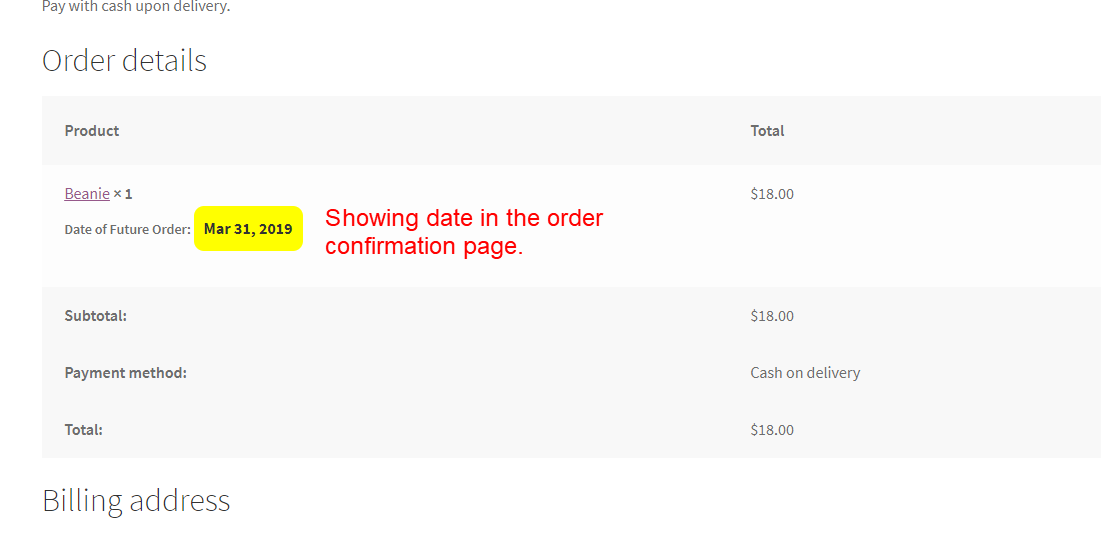 Pay with cash upon delivery.
Order details
Product Total
Beanie × 1 $18.00
Date of Future Order: Mar 31, 2019
Showing date in the order
confirmation page.
Subtotal: $18.00
Payment method: Cash on delivery
Total: $18.00
Billing address